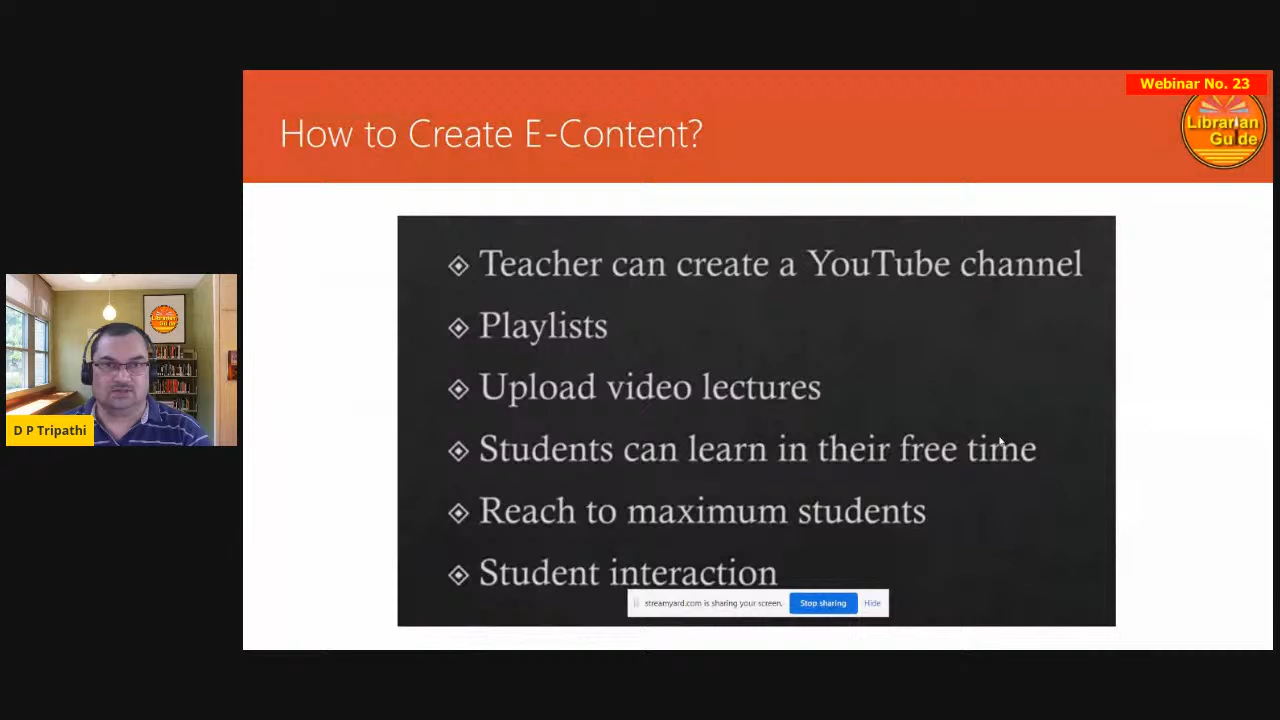 Webinar No. 23
How to Create E-Content?
Librarian
Guide
Teacher can create a YouTube channel
Playlists
Upload video lectures
Students can learn in their free time
Reach to maximum students
Student interaction
streamyard.com is sharing your screen. Stop sharing Hide
Librarian
Guide
D P Tripathi